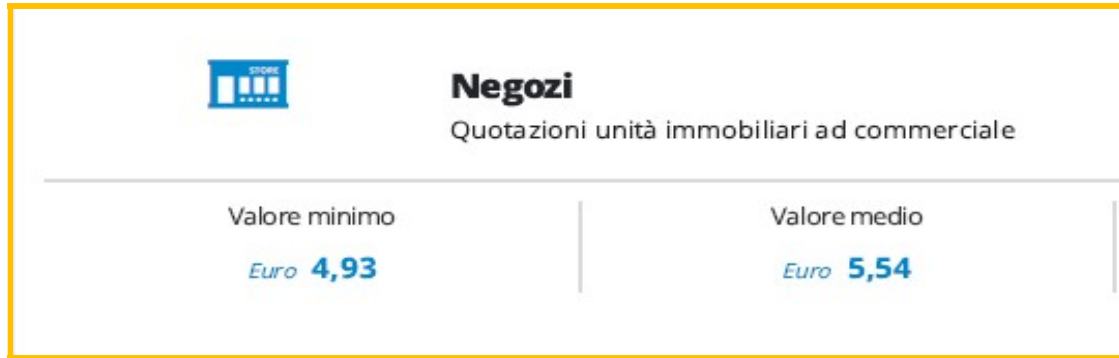 STORE
Negozi
Quotazioni unità immobiliari ad commerciale
Valore minimo
Valore medio
Euro 4,93
Euro 5,54